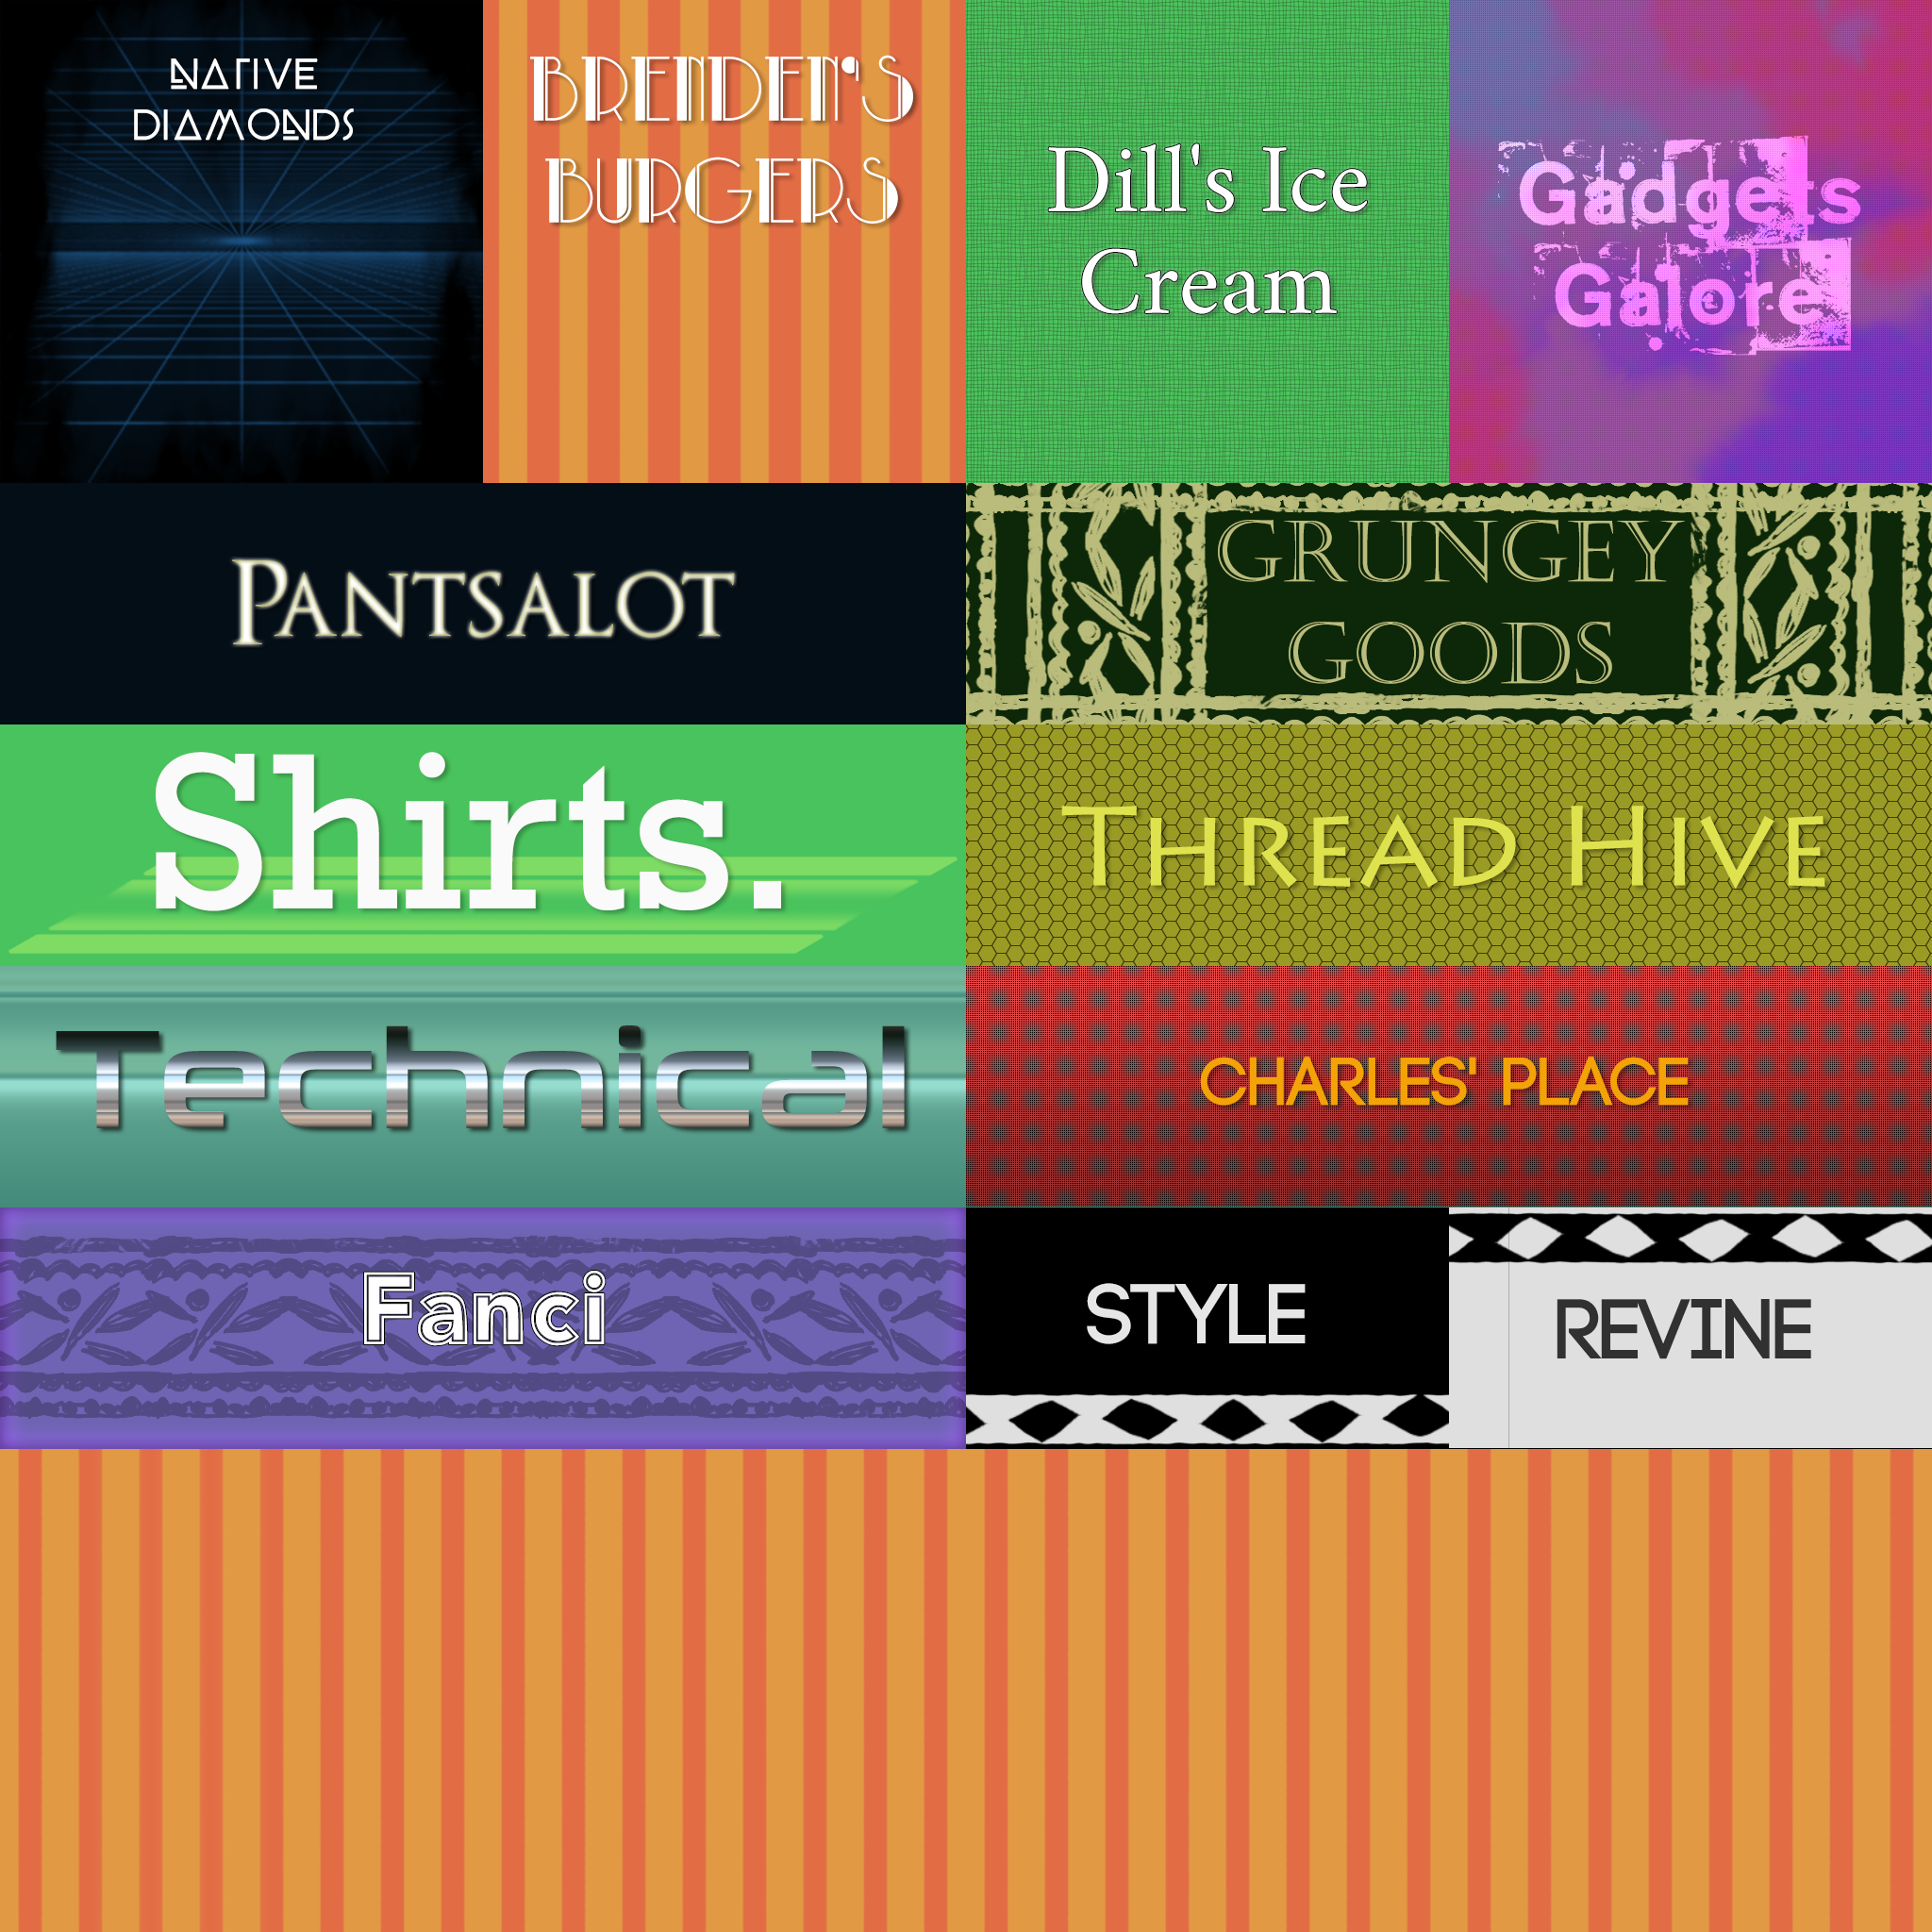 NATIVE
DIAMONDS
BRENDEN'S
BURGERS
Dill's Ice
Cream
Gadgets
Galore
PANTSALOT
GRUNGEY
GOODS
Shirts.
THREAD HIVE
Technical
CHARLES' PLACE
Fanci
STYLE
REVINE